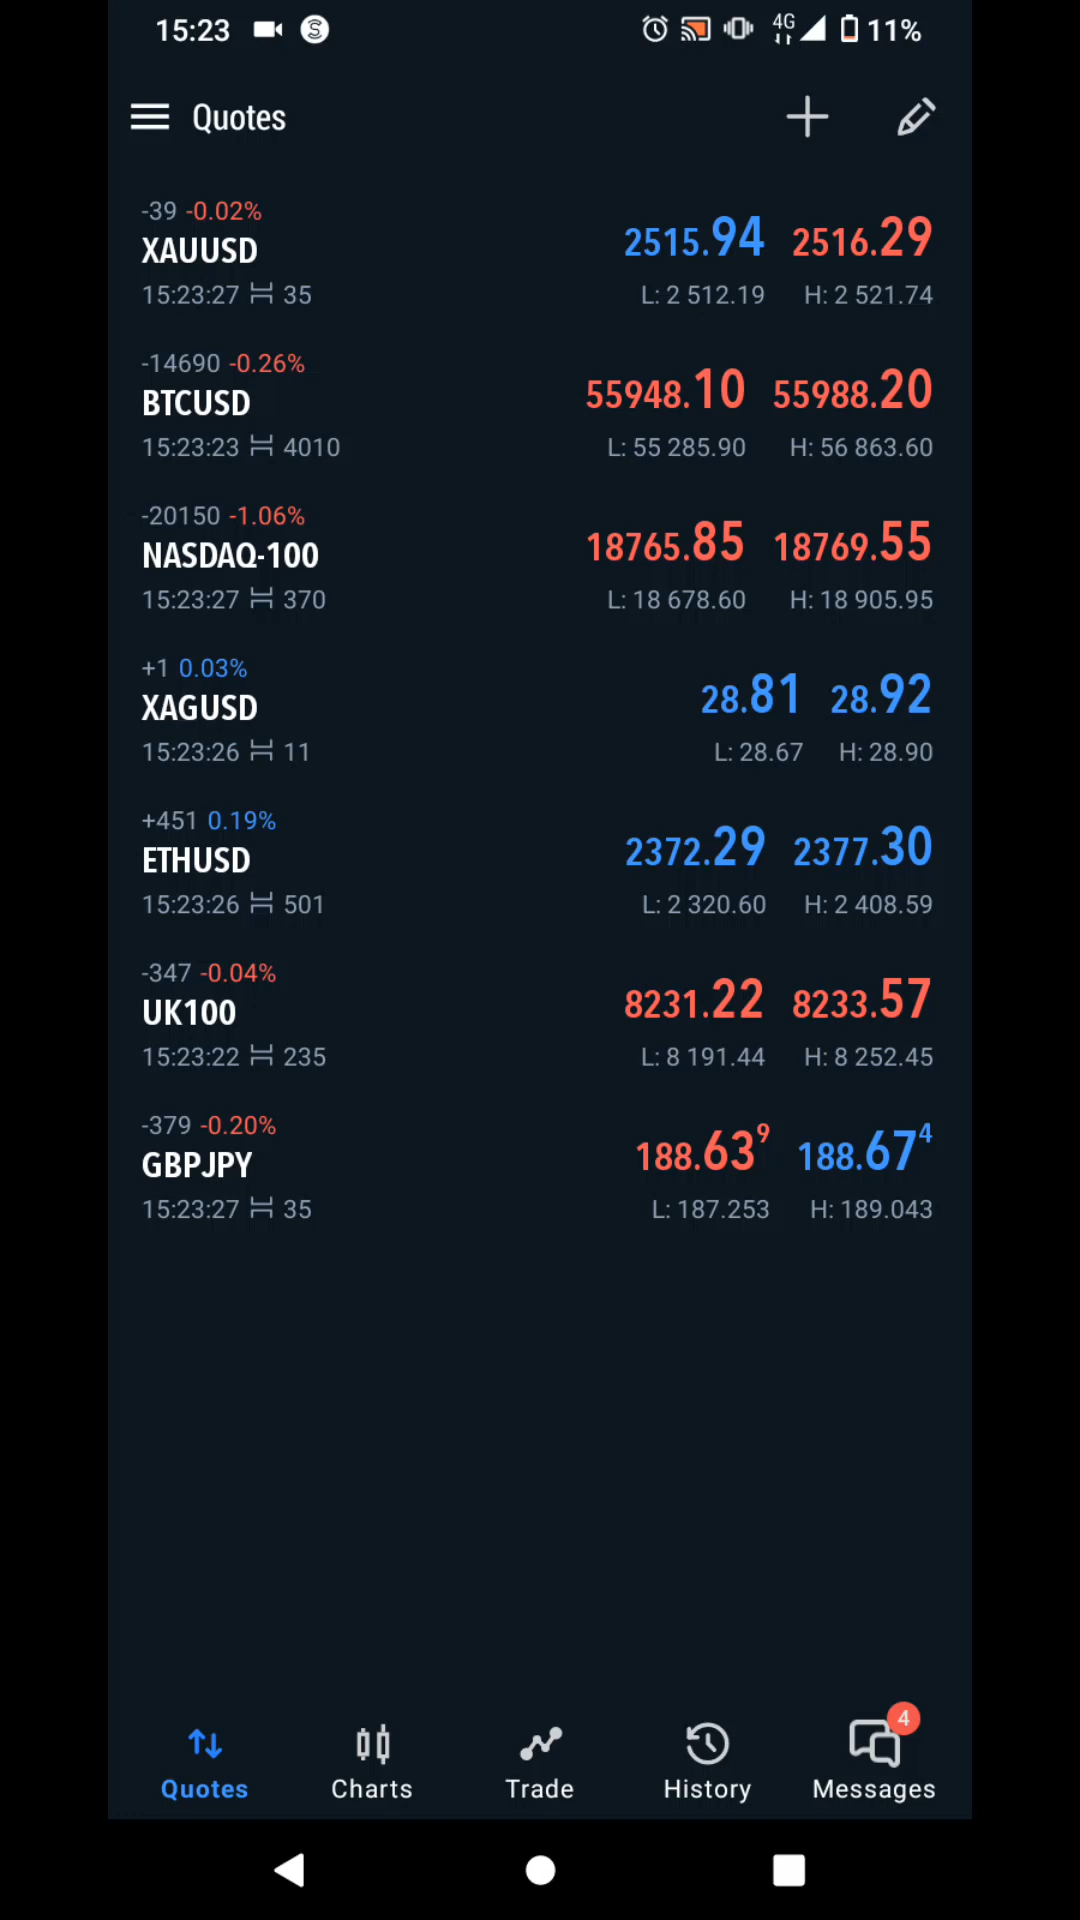 15:23 4G 11%
Quotes
-39 -0.02%
XAUUSD 2515.94 2516.29
15:23:27 35 L: 2 512.19 H: 2 521.74
-14690 -0.26%
BTCUSD 55948.10 55988.20
15:23:23 4010 L: 55 285.90 H: 56 863.60
-20150 -1.06%
NASDAQ-100 18765.85 18769.55
15:23:27 370 L: 18 678.60 H: 18 905.95
+1 0.03%
XAGUSD 28.81 28.92
15:23:26 11 L: 28.67 H: 28.90
+451 0.19%
ETHUSD 2372.29 2377.30
15:23:26 501 L: 2 320.60 H: 2 408.59
-347 -0.04%
UK100 8231.22 8233.57
15:23:22 235 L: 8 191.44 H: 8 252.45
-379 -0.20%
GBPJPY 188.639 188.674
15:23:27 35 L: 187.253 H: 189.043
4
Quotes Charts Trade History Messages